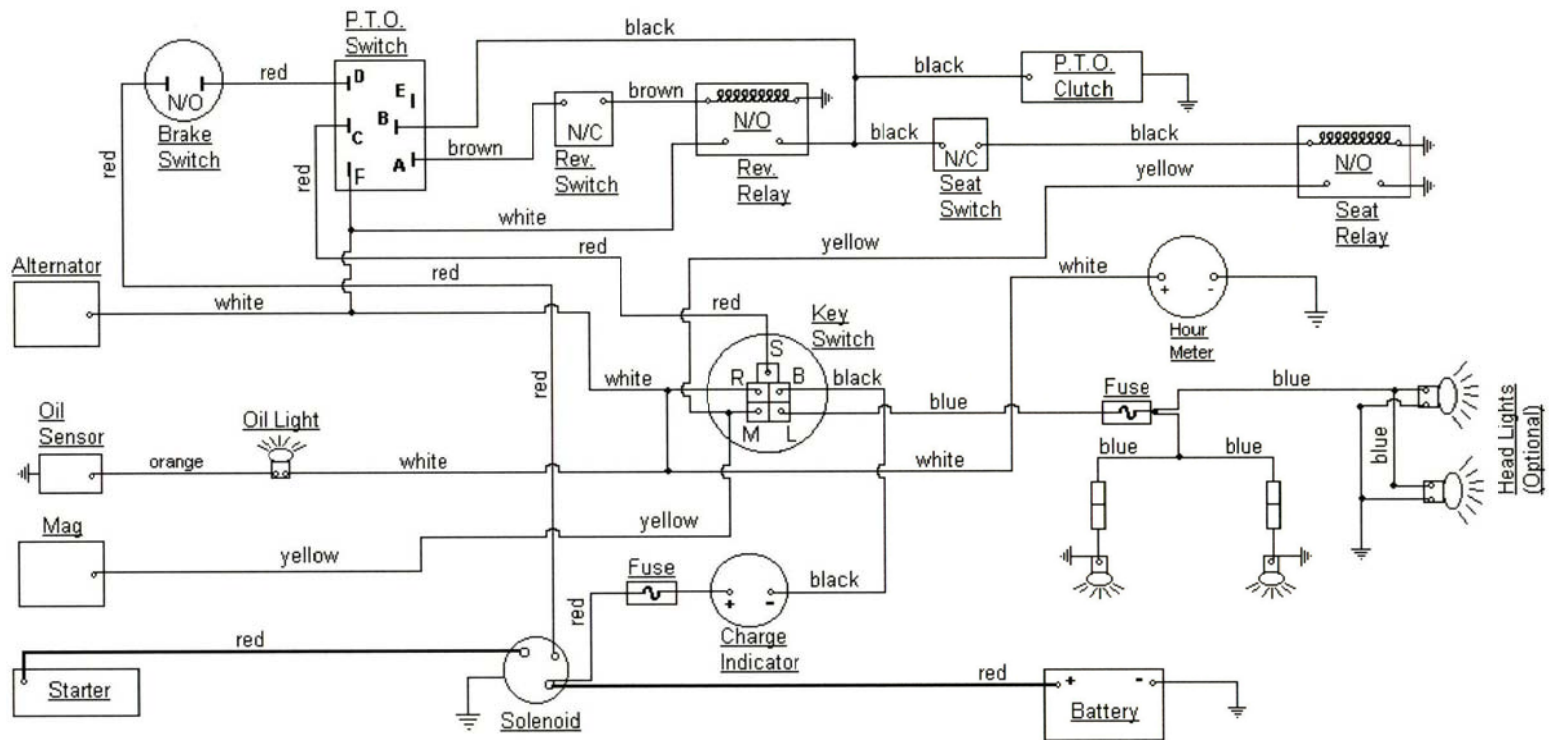 P.T.O.
Switch
black
red
D
E
B
C
A
F
N/O
Brake
Switch
brown
N/C
Rev.
Switch
brown
N/O
Rev.
Relay
black
P.T.O.
Clutch
black
N/C
Seat
Switch
black
N/O
Seat
Relay
yellow
red
red
white
red
red
yellow
white
+
-
Hour
Meter
Alternator
white
red
Key
Switch
S
R
B
M
L
white
black
red
blue
Fuse
blue
blue
Head Lights
(Optional)
Oil
Sensor
orange
Oil Light
white
white
blue
blue
Mag
yellow
yellow
Fuse
+
-
black
Charge
Indicator
red
red
Starter
Solenoid
red
+
-
Battery